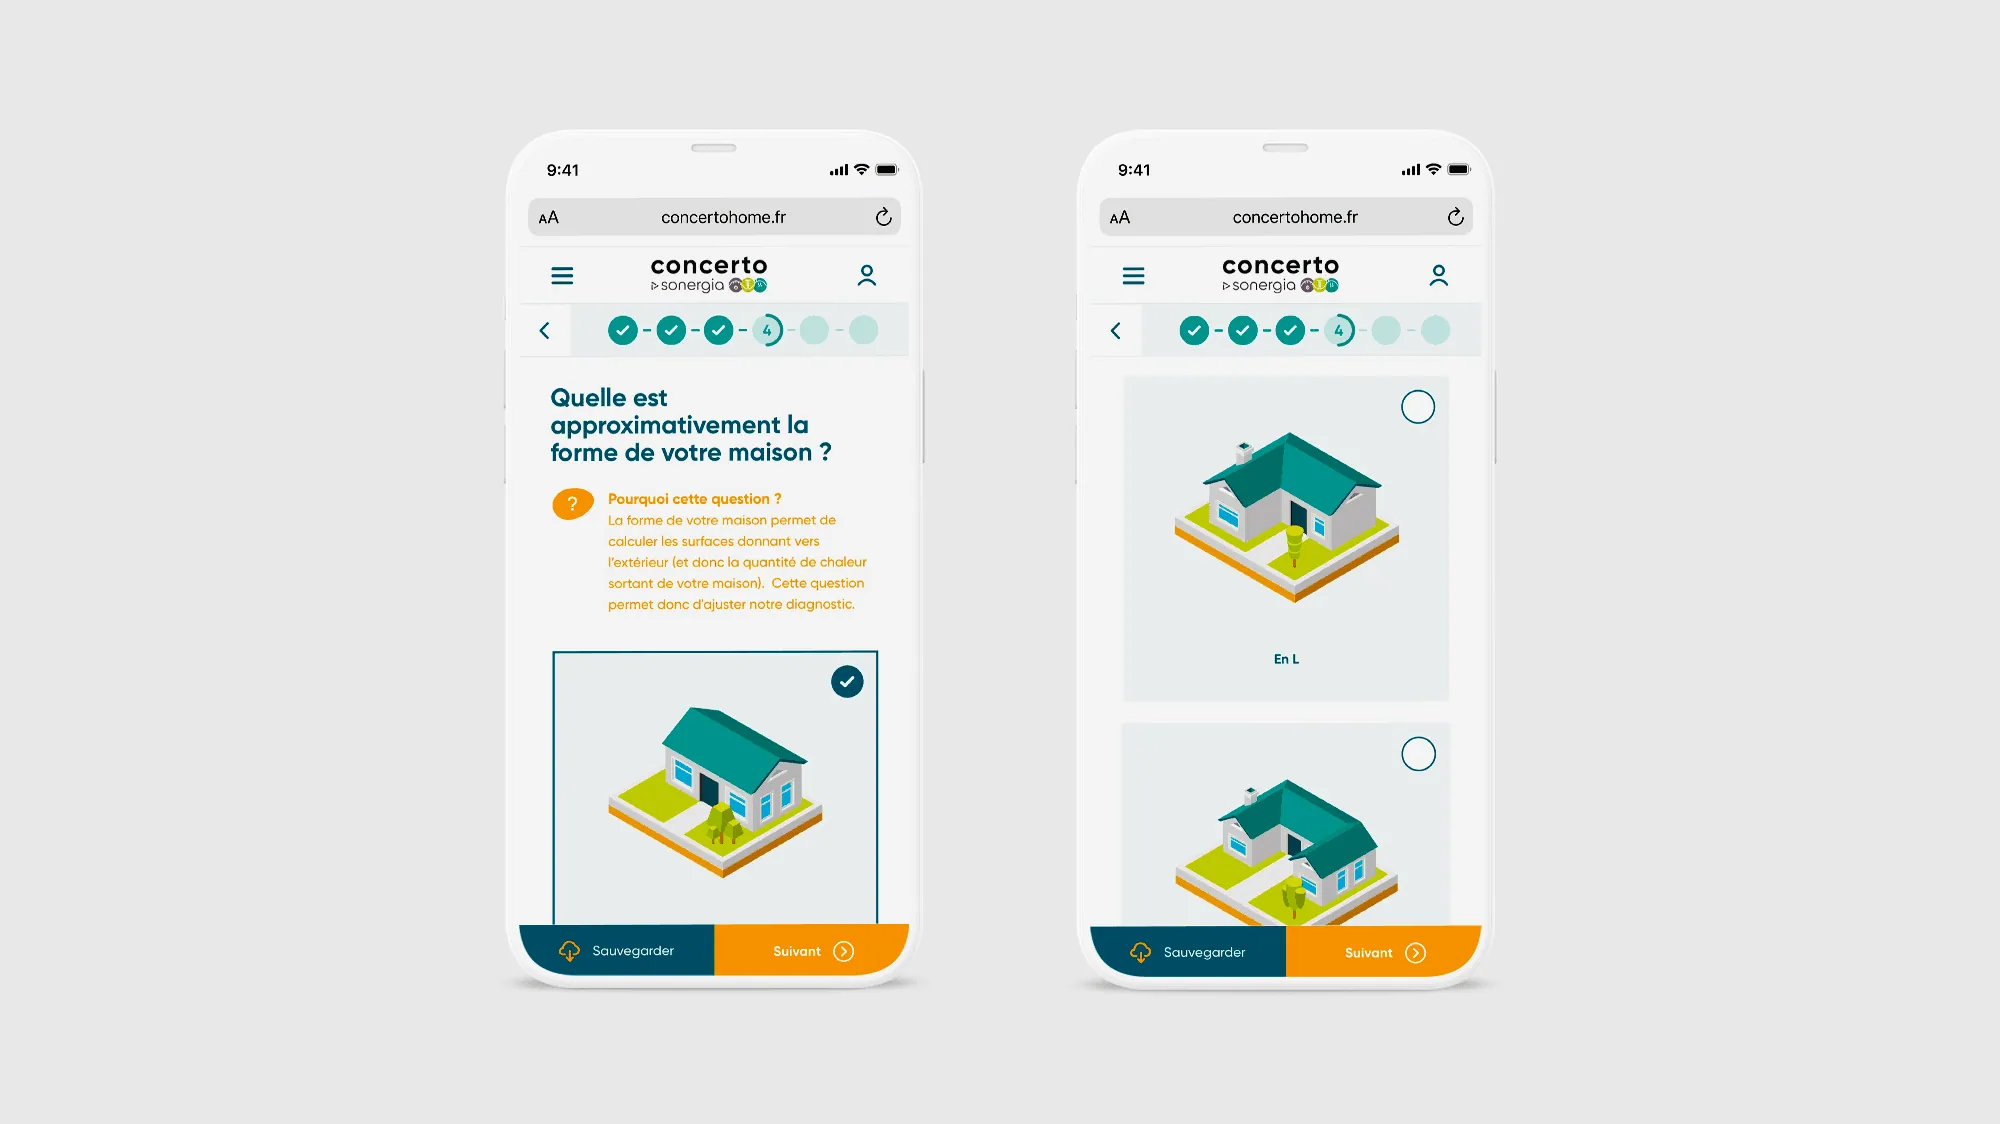 9:41
AA
concertohome.fr
concerto
sonergia
4
Quelle est
approximativement la
forme de votre maison ?
?
Pourquoi cette question ?
La forme de votre maison permet de
calculer les surfaces donnant vers
l'extérieur (et donc la quantité de chaleur
sortant de votre maison). Cette question
permet donc d'ajuster notre diagnostic.
Sauvegarder
Suivant
9:41
AA
concertohome.fr
concerto
sonergia
4
En L
Sauvegarder
Suivant